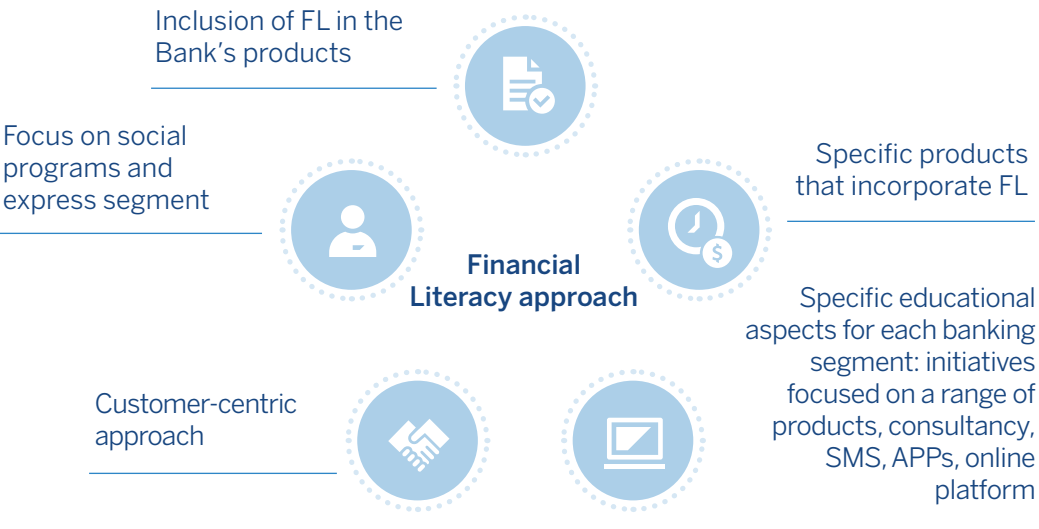 Inclusion of FL in the
Bank's products
Focus on social
programs and
express segment
Specific products
that incorporate FL
$
Financial
Literacy approach
Specific educational
aspects for each banking
segment: initiatives
focused on a range of
products, consultancy,
SMS, APPs, online
platform
Customer-centric
approach